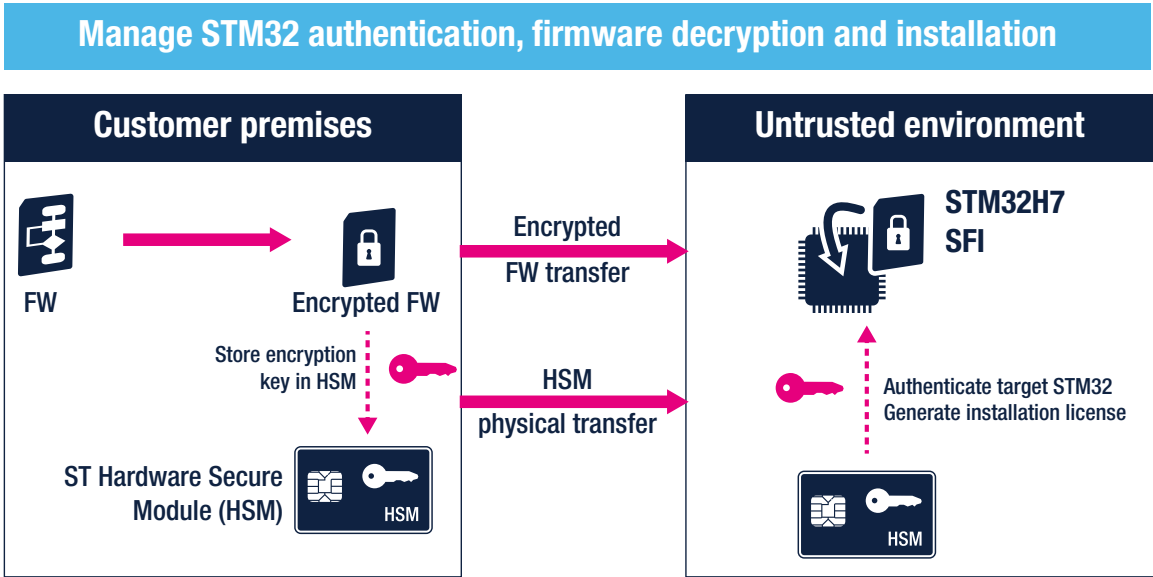 Manage STM32 authentication, firmware decryption and installation
Customer premises
FW
Encrypted FW
Store encryption
key in HSM
ST Hardware Secure
Module (HSM)
HSM
Encrypted
FW transfer
HSM
physical transfer
Untrusted environment
STM32H7
SFI
Authenticate target STM32
Generate installation license
HSM